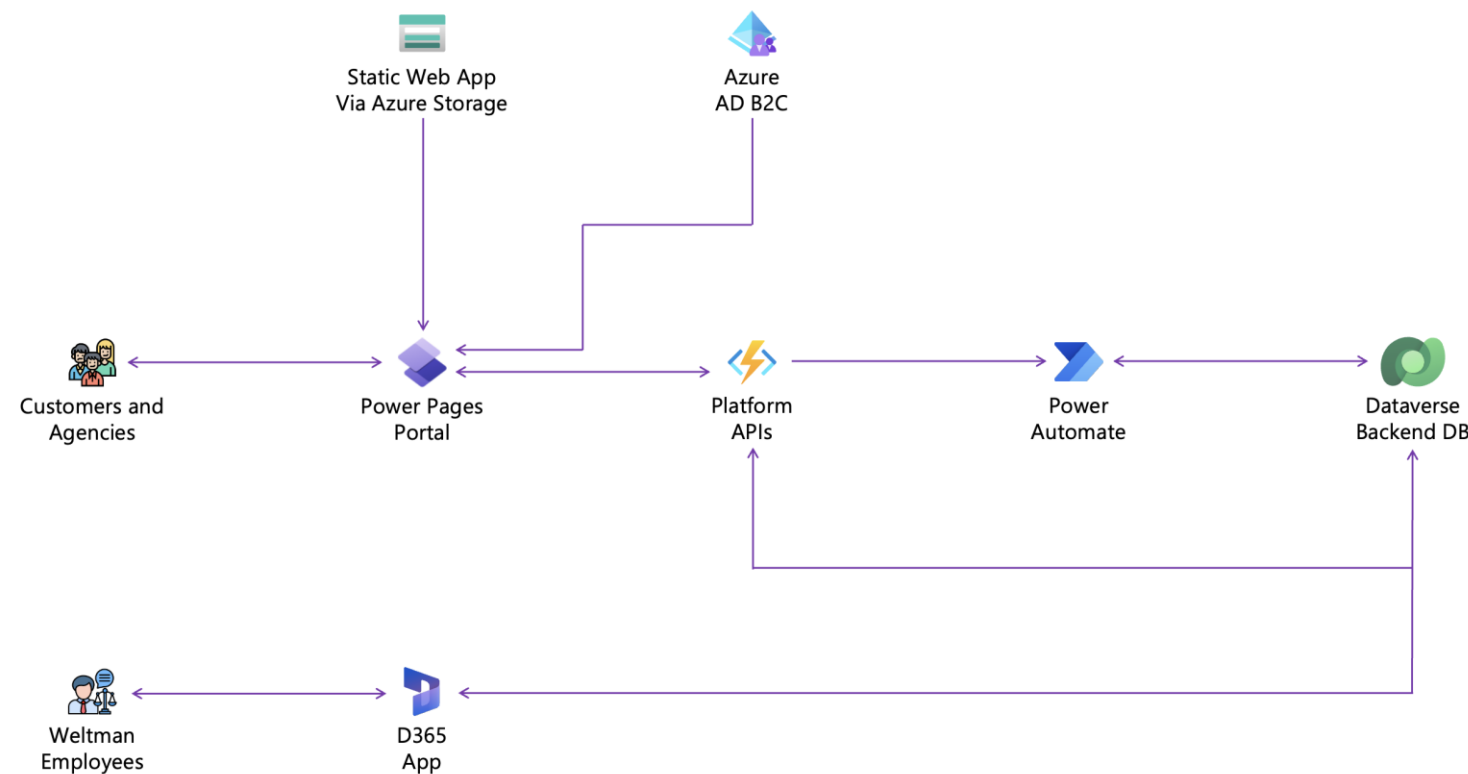 Static Web App
Via Azure Storage
Azure
AD B2C
Customers and
Agencies
Power Pages
Portal
Platform
APIs
Power
Automate
Dataverse
Backend DB
Weltman
Employees
D365
App